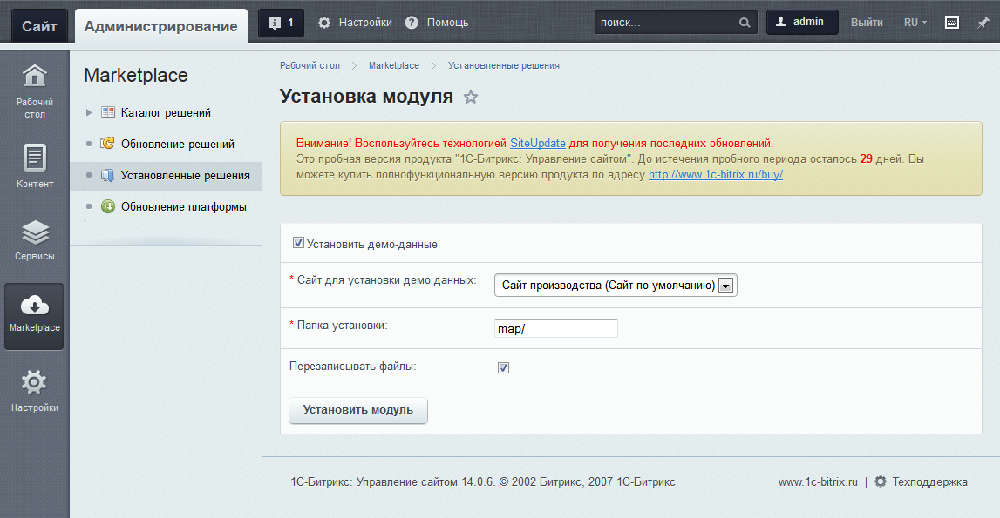 Сайт
Администрирование
1
Настройки
Помощь
поиск...
admin
Выйти
RU
Рабочий стол
Контент
Сервисы
Marketplace
Настройки
Marketplace
Каталог решений
Обновление решений
Установленные решения
Обновление платформы
Рабочий стол
Marketplace
Установленные решения
Установка модуля
Внимание! Воспользуйтесь технологией SiteUpdate для получения последних обновлений.
Это пробная версия продукта "1С-Битрикс: Управление сайтом". До истечения пробного периода осталось 29 дней. Вы
можете купить полнофункциональную версию продукта по адресу http://www.1c-bitrix.ru/buy/
Установить демо-данные
* Сайт для установки демо данных:
Сайт производства (Сайт по умолчанию)
* Папка установки:
map/
Перезаписывать файлы:
Установить модуль
1С-Битрикс: Управление сайтом 14.0.6. © 2002 Битрикс, 2007 1С-Битрикс
www.1c-bitrix.ru | Техподдержка